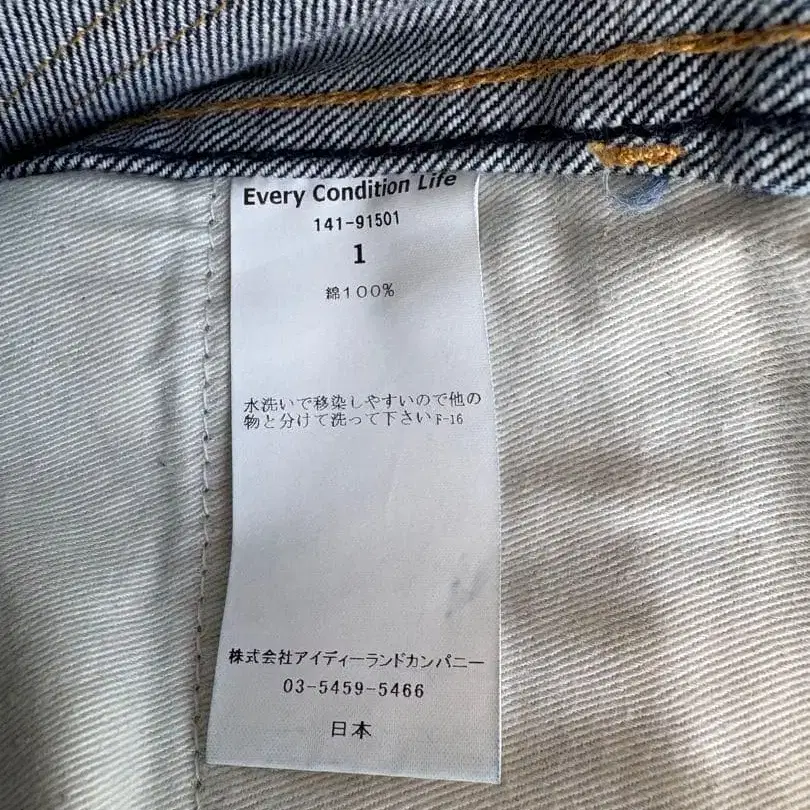 Every Condition Life
141-91501
1
綿100%
水洗いで移染しやすいので他の
物と分けて洗って下さいF-16
株式会社アイディーランドカンパニー
03-5459-5466
日本